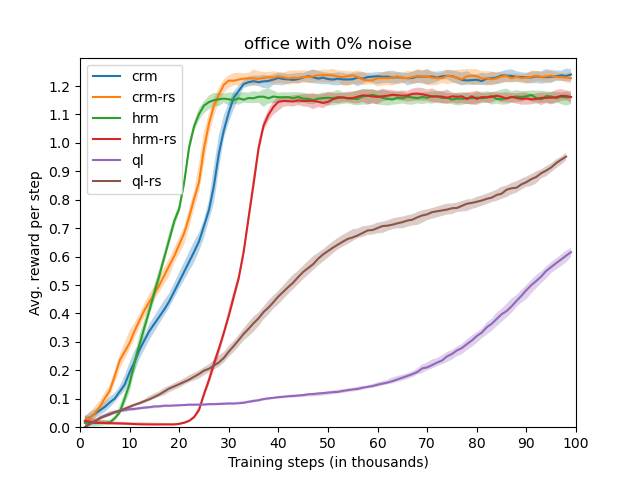 office with 0% noise
Avg. reward per step
1.2
1.1
1.0
0.9
0.8
0.7
0.6
0.5
0.4
0.3
0.2
0.1
0.0
crm
crm-rs
hrm
hrm-rs
ql
ql-rs
0 10 20 30 40 50 60 70 80 90 100
Training steps (in thousands)